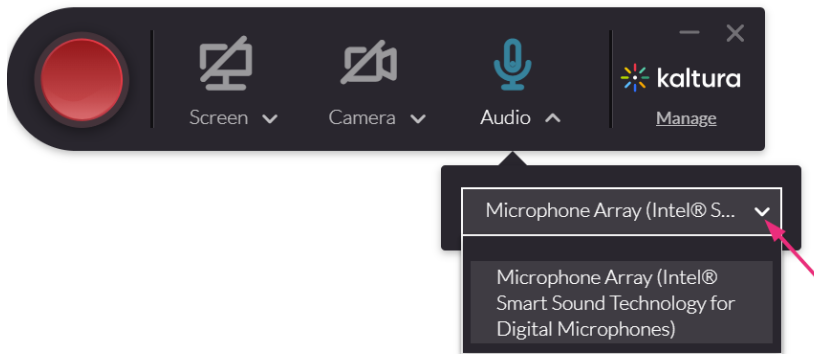 Screen
Camera
Audio
kaltura
Manage
Microphone Array (Intel® S...
Microphone Array (Intel®
Smart Sound Technology for
Digital Microphones)